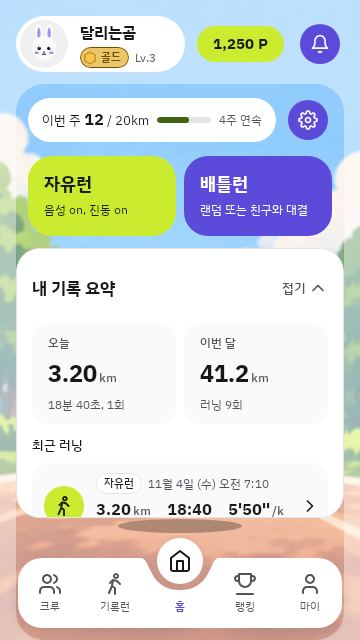 달리는곰
골드 Lv.3
1,250 P
이번 주 12 / 20km 4주 연속
자유런
음성 on, 진동 on
배틀런
랜덤 또는 친구와 대결
내 기록 요약 접기
오늘
3.20 km
18분 40초, 1회
이번 달
41.2 km
러닝 9회
최근 러닝
자유런 11월 4일 (수) 오전 7:10
3.20 km 18:40 5'50" /k
크루 기록런 홈 랭킹 마이